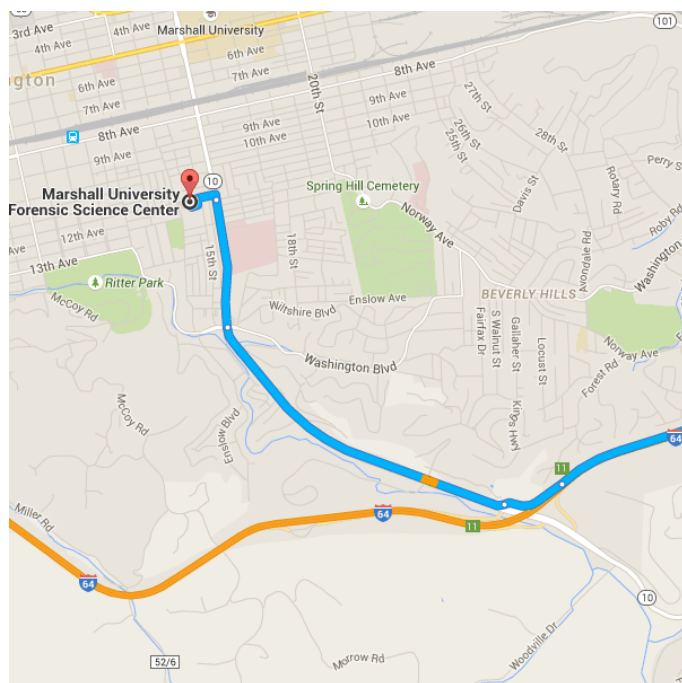 3rd Ave
Marshall University
101
4th Ave
4th Ave
5th Ave
6th Ave
ngton
6th Ave
7th Ave
7th Ave
20th St
8th Ave
8th Ave
9th Ave
10th Ave
9th Ave
10th Ave
9th Ave
27th St
26th St
25th St
28th St
Perry S
Rotary Rd
Davis St
Roby Rd
10
Marshall University
Forensic Science Center
Spring Hill Cemetery
Norway Ave
Avondale Rd
Washington
12th Ave
13th Ave
15th St
18th St
Ritter Park
McCoy Rd
Enslow Ave
BEVERLY HILLS
Wiltshire Blvd
Fairfax Dr
S Walnut St
Gallaher St
Locust St
Norway Ave
Forest Rd
Washington Blvd
McCoy Rd
Enslow Blvd
Kings Hwy
64
11
Miller Rd
64
11
64
10
52/6
Morrow Rd
Woodville Dr